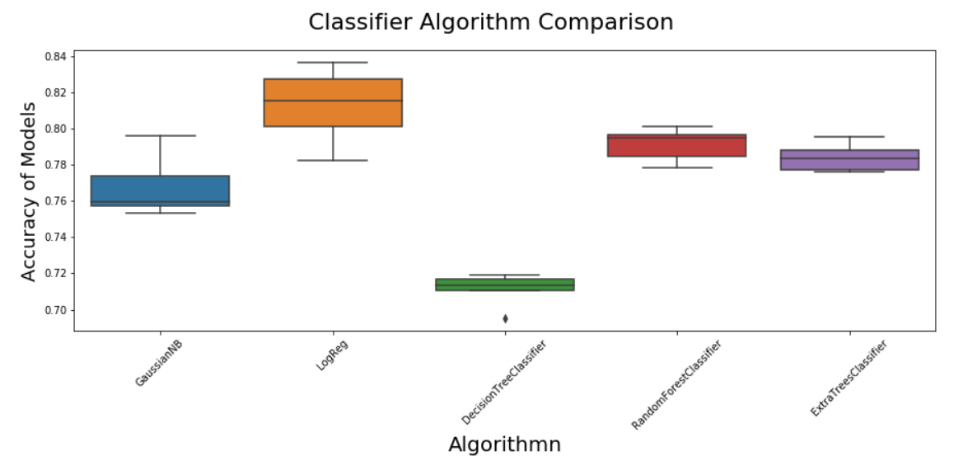 Classifier Algorithm Comparison
Accuracy of Models
0.84
0.82
0.80
0.78
0.76
0.74
0.72
0.70
GaussianNB
LogReg
DecisionTreeClassifier
RandomForestClassifier
ExtraTreesClassifier
Algorithmn